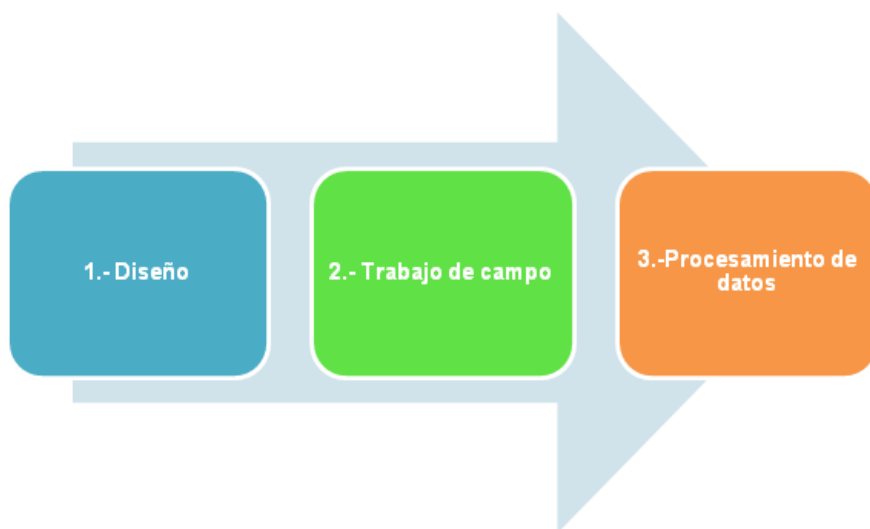 1.- Diseño
2.- Trabajo de campo
3.-Procesamiento de
datos